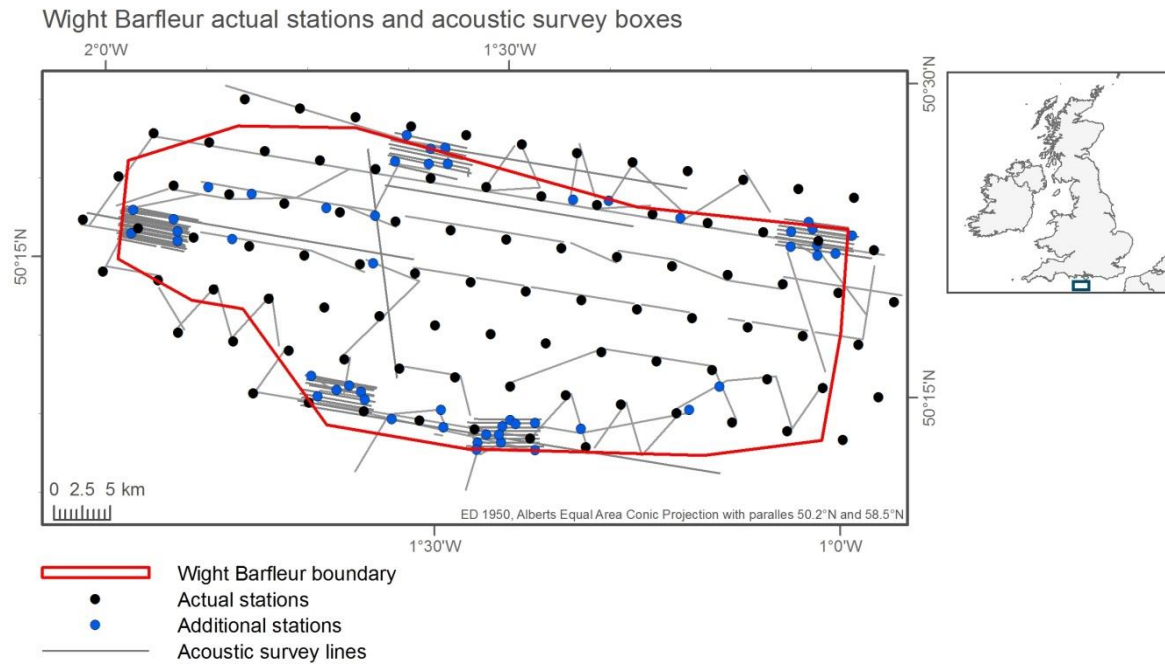 Wight Barfleur actual stations and acoustic survey boxes
2°0'W
1°30'W
50°30'N
50°15'N
50°15'N
0 2.5 5 km
ED 1950, Alberts Equal Area Conic Projection with paralles 50.2°N and 58.5°N
1°30'W
1°0'W
Wight Barfleur boundary
Actual stations
Additional stations
Acoustic survey lines